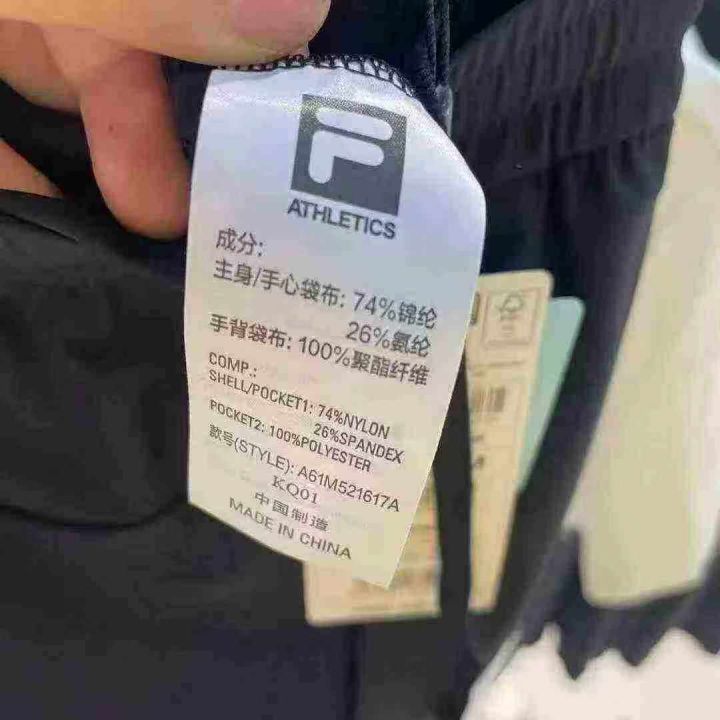 F
ATHLETICS
成分:
主身/手心袋布: 74%锦纶
26%氨纶
手背袋布: 100%聚酯纤维
COMP.:
SHELL/POCKET1: 74%NYLON
26%SPANDEX
POCKET2: 100%POLYESTER
款号(STYLE): A61M521617A
KQ01
中国制造
MADE IN CHINA